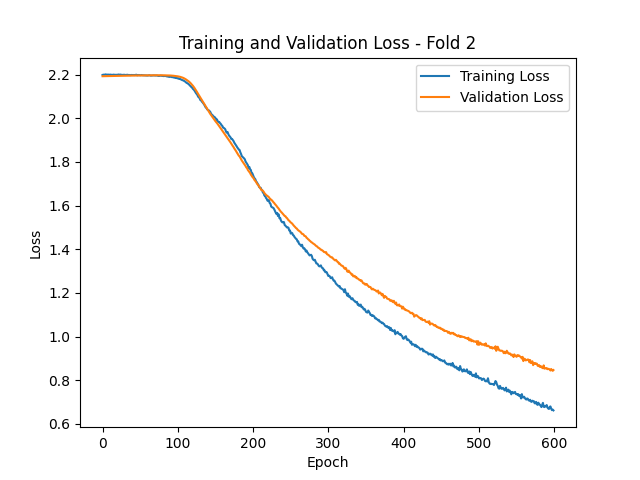 Training and Validation Loss - Fold 2
Training Loss
Validation Loss
2.2
2.0
1.8
1.6
1.4
1.2
1.0
0.8
0.6
Loss
0 100 200 300 400 500 600
Epoch